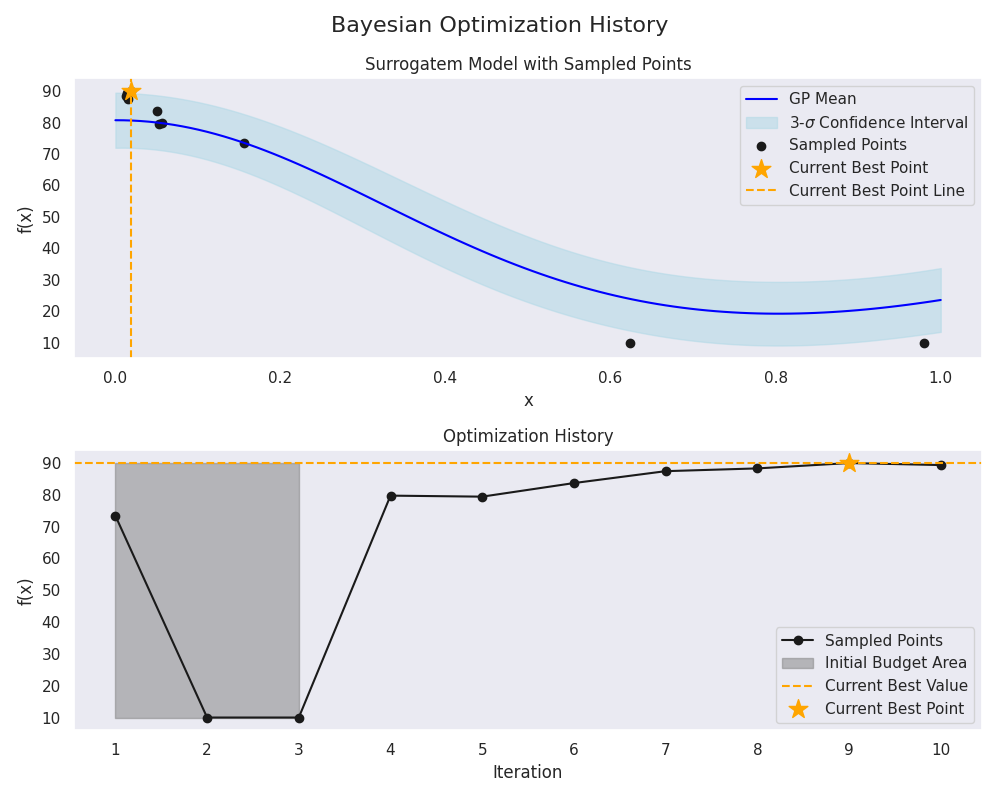 Bayesian Optimization History
Surrogatem Model with Sampled Points
90
80
70
60
50
40
30
20
10
f(x)
GP Mean
3-σ Confidence Interval
Sampled Points
Current Best Point
Current Best Point Line
0.0 0.2 0.4 0.6 0.8 1.0
x
Optimization History
90
80
70
60
50
40
30
20
10
f(x)
Sampled Points
Initial Budget Area
Current Best Value
Current Best Point
1 2 3 4 5 6 7 8 9 10
Iteration